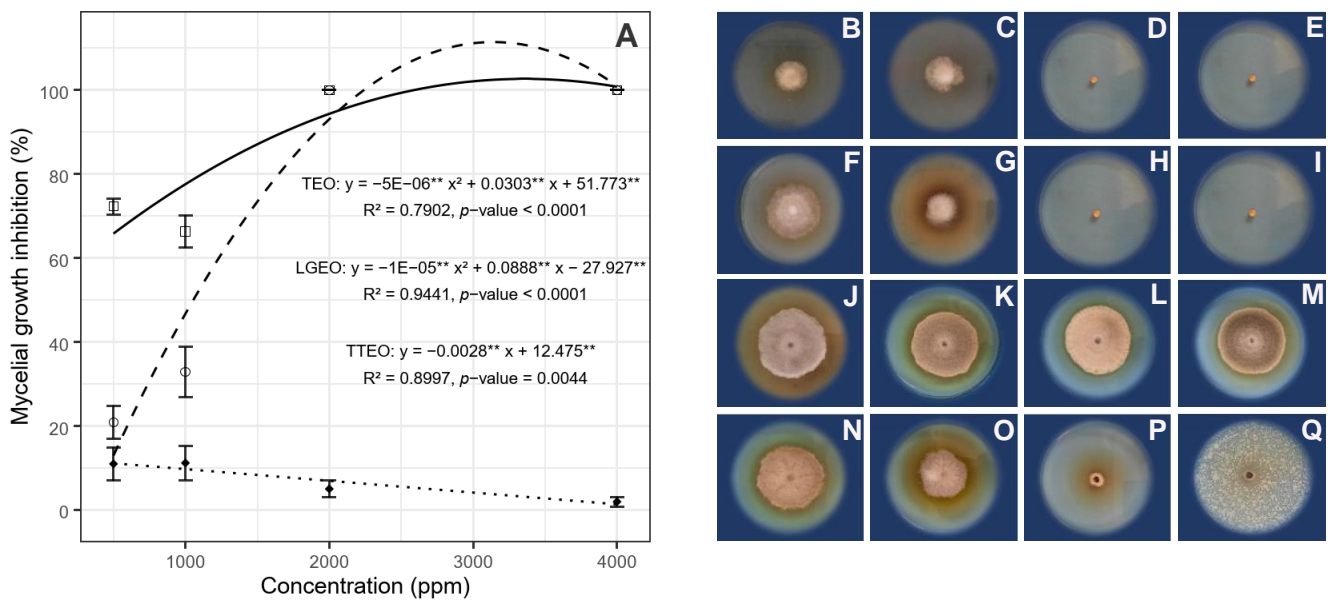 A
Mycelial growth inhibition (%)
100
80
60
40
20
0
TEO: y = −5E−06** x² + 0.0303** x + 51.773**
R² = 0.7902, p−value < 0.0001
LGEO: y = −1E−05** x² + 0.0888** x − 27.927**
R² = 0.9441, p−value < 0.0001
TTEO: y = −0.0028** x + 12.475**
R² = 0.8997, p−value = 0.0044
1000 2000 3000 4000
Concentration (ppm)
B C D E
F G H I
J K L M
N O P Q